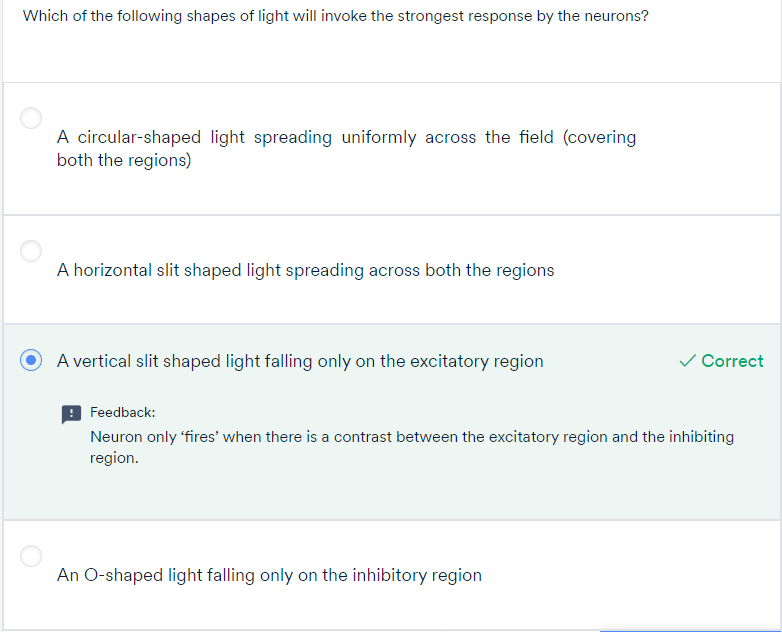 Which of the following shapes of light will invoke the strongest response by the neurons?
A circular-shaped light spreading uniformly across the field (covering
both the regions)
A horizontal slit shaped light spreading across both the regions
A vertical slit shaped light falling only on the excitatory region
Correct
Feedback:
Neuron only ‘fires’ when there is a contrast between the excitatory region and the inhibiting
region.
An O-shaped light falling only on the inhibitory region